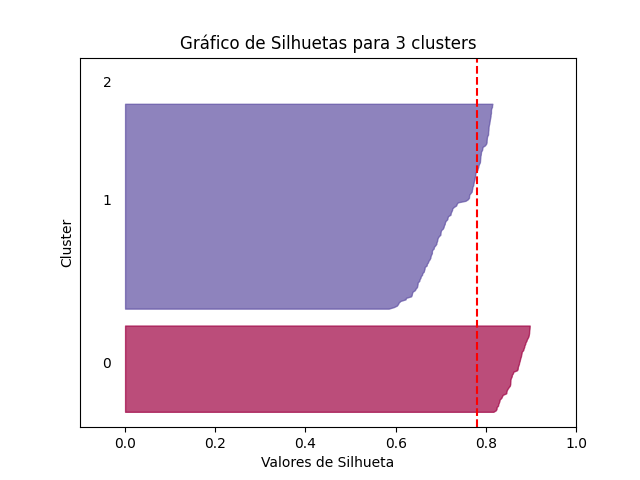 Gráfico de Silhuetas para 3 clusters
2
1
0
Cluster
0.0 0.2 0.4 0.6 0.8 1.0
Valores de Silhueta